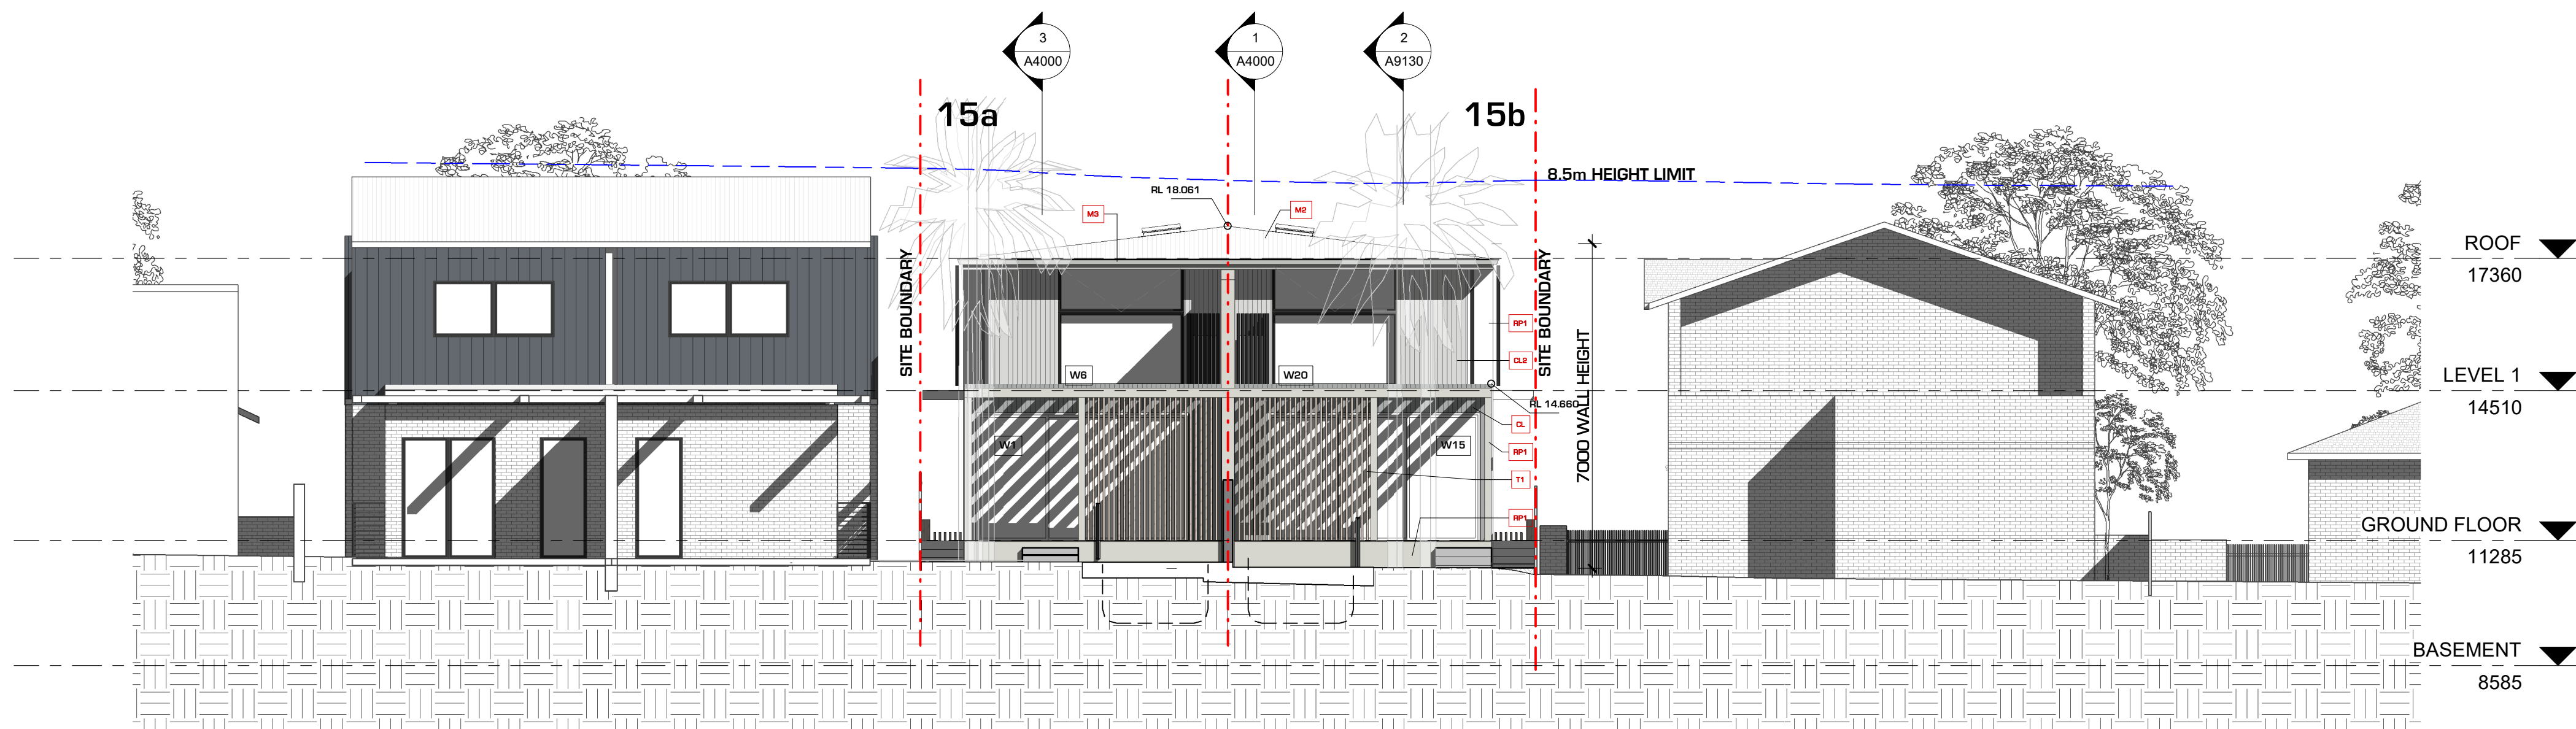 3
A4000
1
A4000
2
A9130
15a
15b
8.5m HEIGHT LIMIT
RL 18.061
M3
M2
ROOF
17360
SITE BOUNDARY
SITE BOUNDARY
RP1
CL2
W6
W20
7000 WALL HEIGHT
LEVEL 1
14510
RL 14.660
CL
W1
W15
RP1
T1
RP1
GROUND FLOOR
11285
BASEMENT
8585